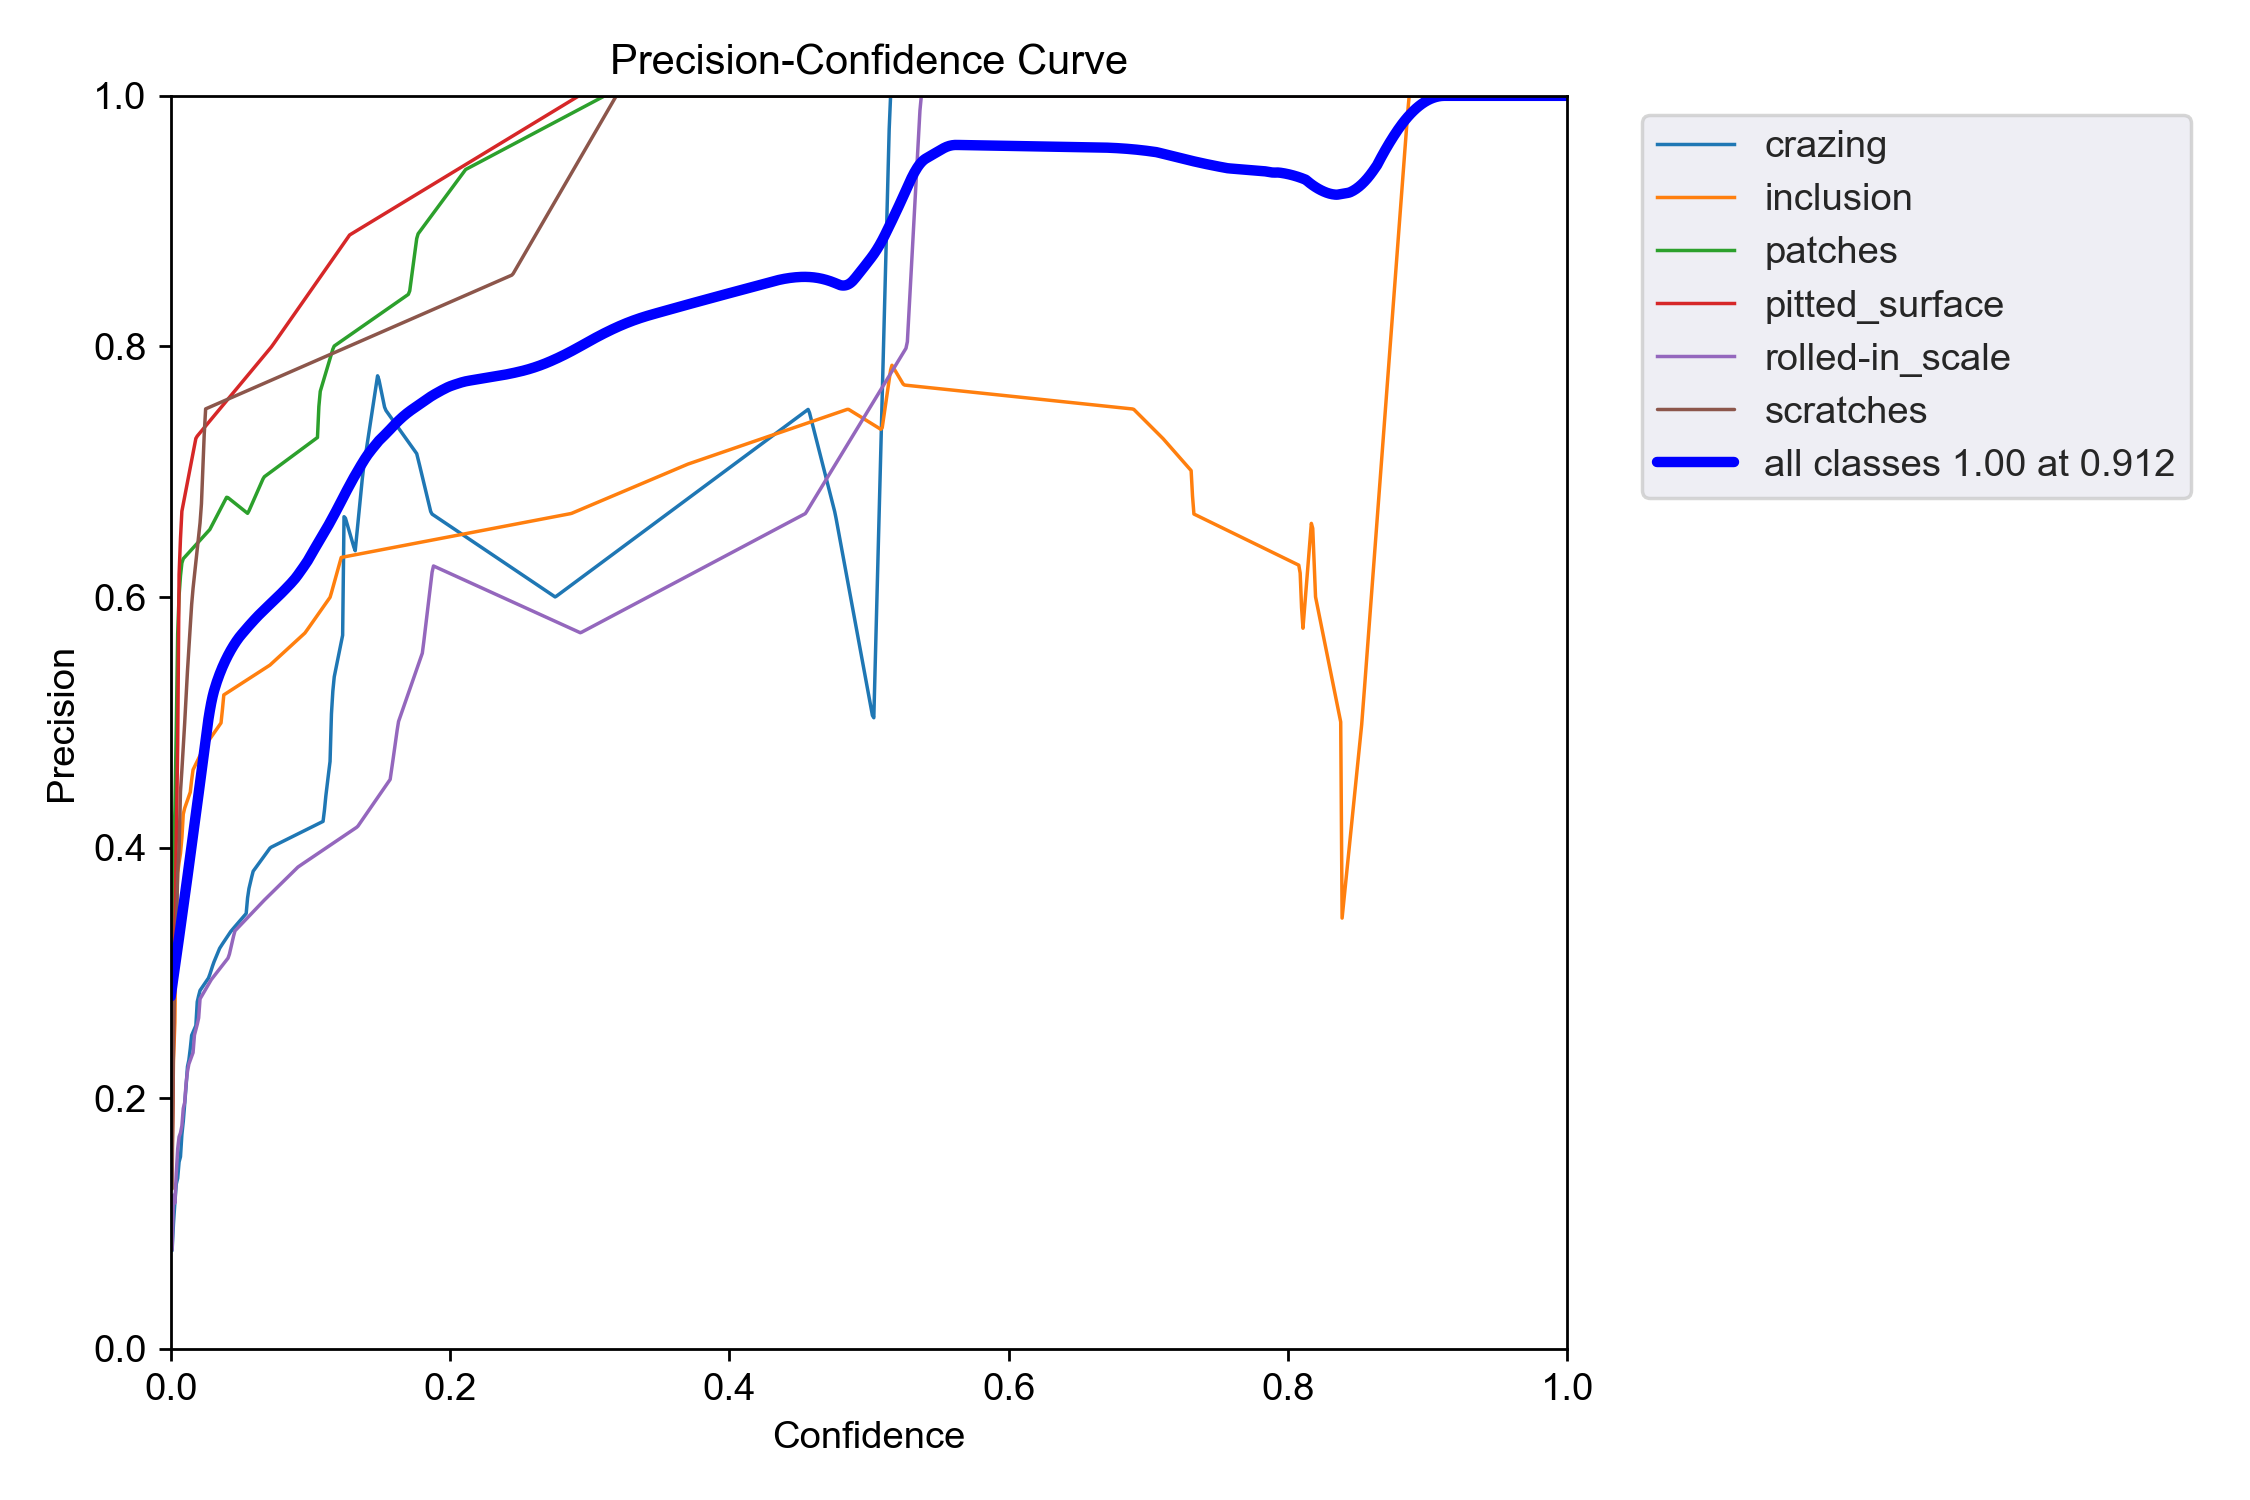 Precision-Confidence Curve
1.0
0.8
0.6
0.4
0.2
0.0
Precision
0.0 0.2 0.4 0.6 0.8 1.0
Confidence
crazing
inclusion
patches
pitted_surface
rolled-in_scale
scratches
all classes 1.00 at 0.912